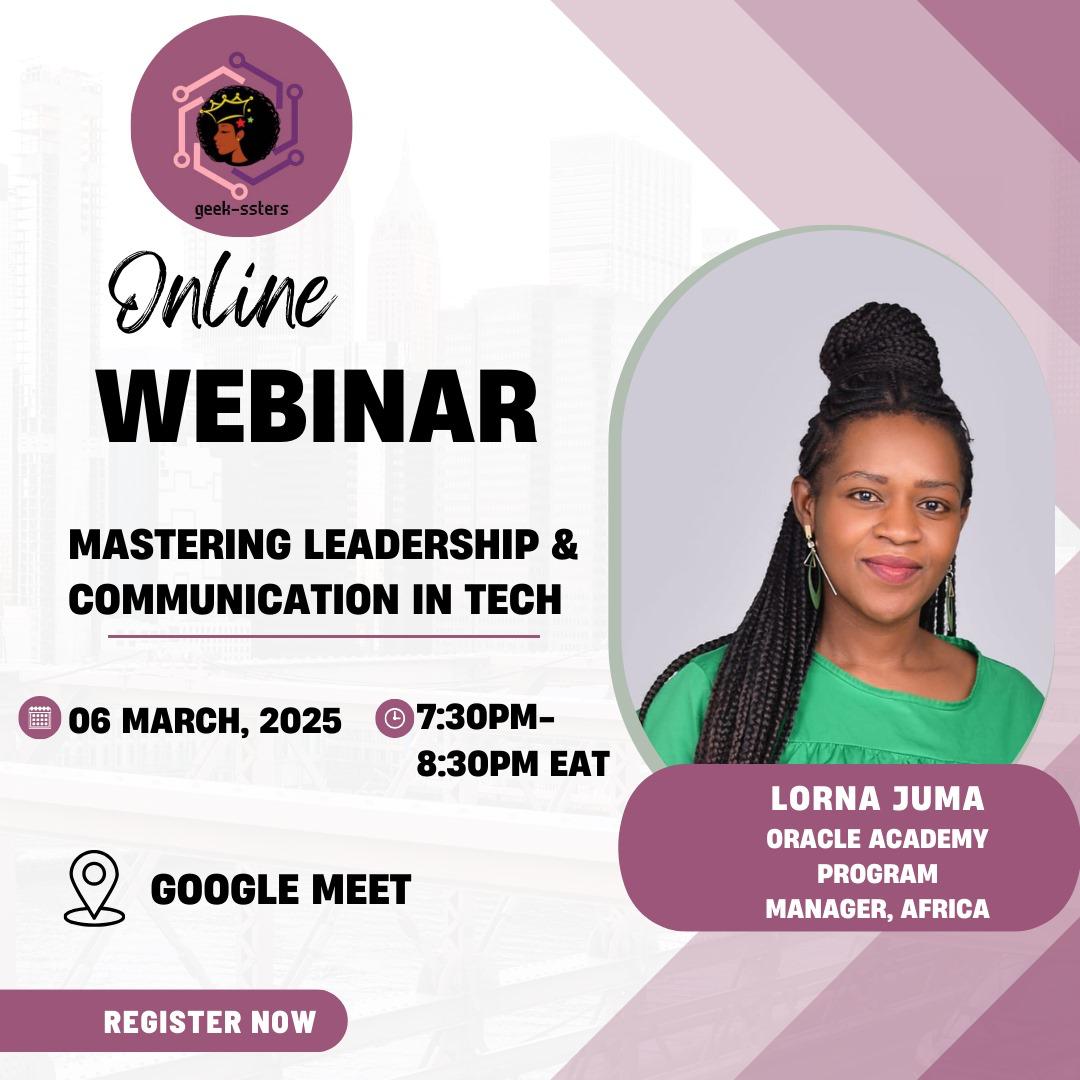 geek-ssters
Online
WEBINAR
MASTERING LEADERSHIP &
COMMUNICATION IN TECH
06 MARCH, 2025
7:30PM-
8:30PM EAT
GOOGLE MEET
LORNA JUMA
ORACLE ACADEMY
PROGRAM
MANAGER, AFRICA
REGISTER NOW